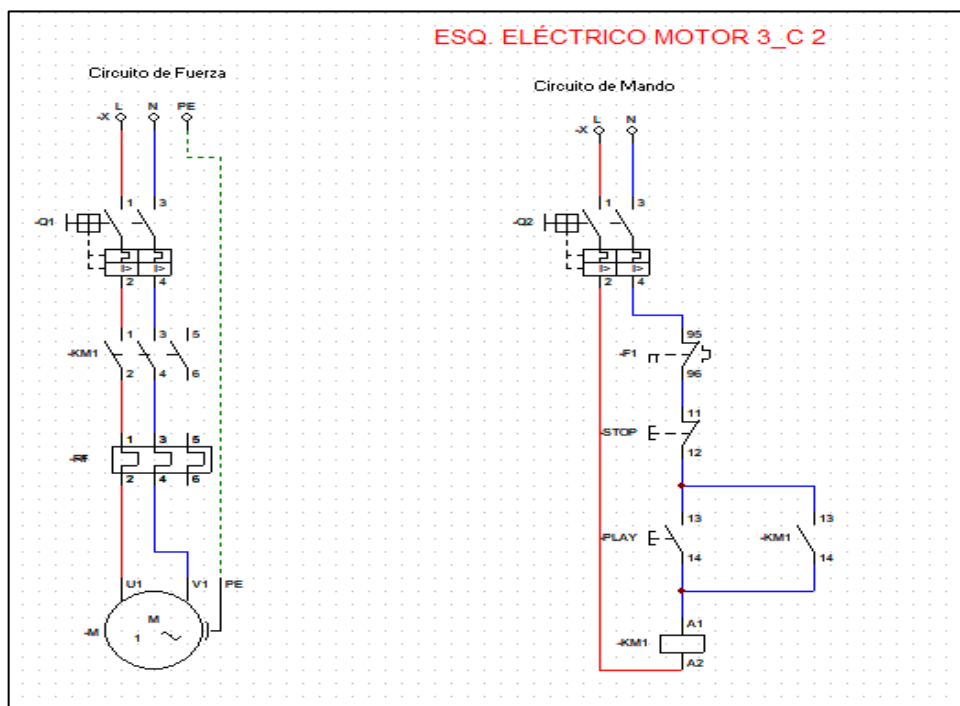 ESQ. ELÉCTRICO MOTOR 3_C 2
Circuito de Fuerza
L N PE
-X
1 3
-Q1
I> I>
2 4
1 3 5
-KM1
2 4 6
1 3 5
2 4 6
U1 V1 PE
M
-M
1
Circuito de Mando
L N
-X
1 3
-Q2
I> I>
2 4
95
-F1
96
11
-STOP
12
13 13
-PLAY -KM1
14 14
A1
-KM1
A2